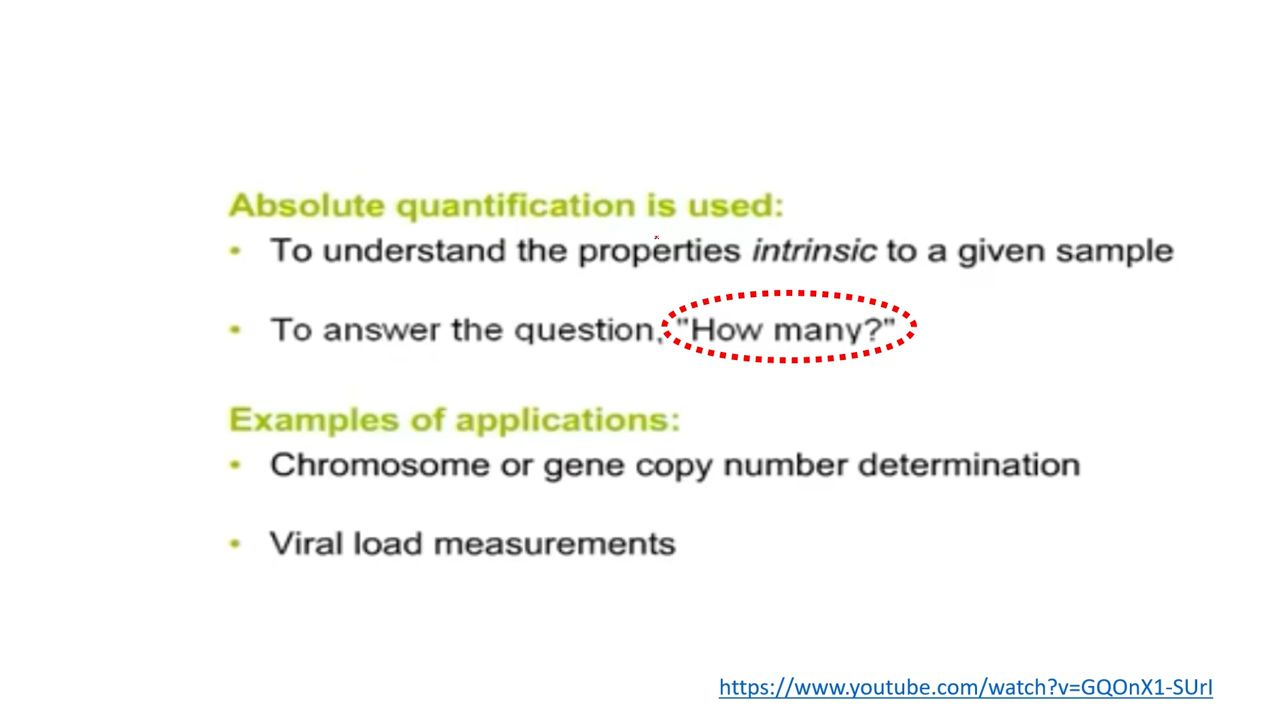 Absolute quantification is used:
• To understand the properties intrinsic to a given sample
• To answer the question, "How many?"
Examples of applications:
• Chromosome or gene copy number determination
• Viral load measurements
https://www.youtube.com/watch?v=GQOnX1-SUrI